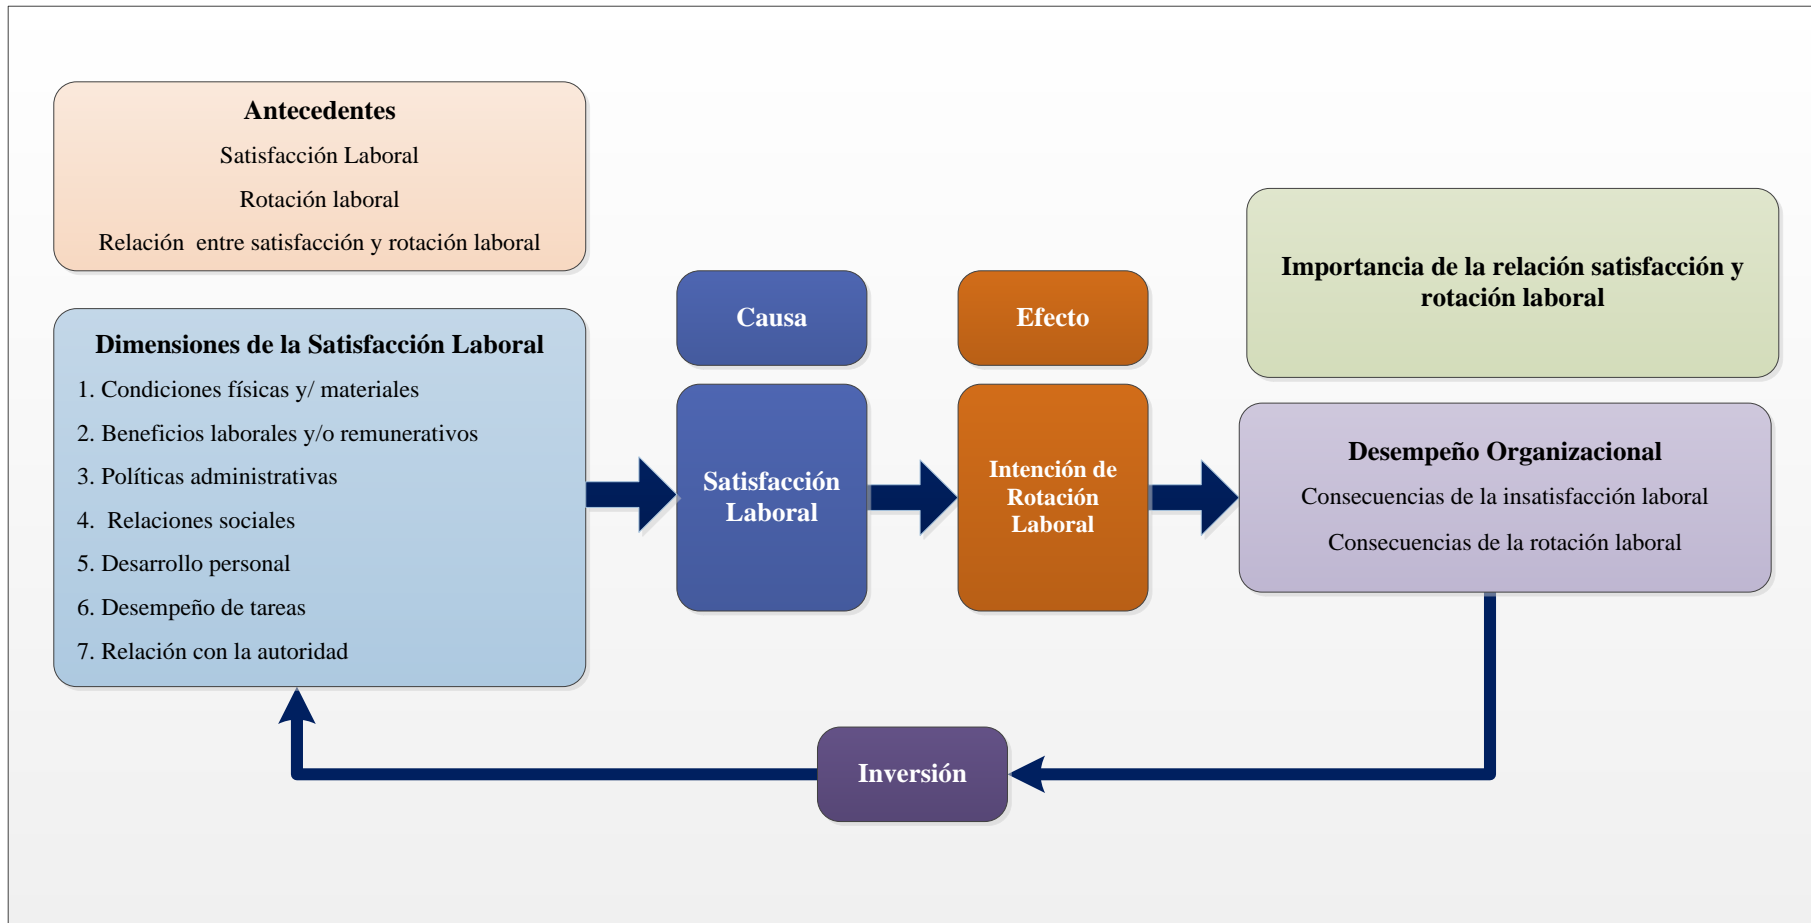 Antecedentes
Satisfacción Laboral
Rotación laboral
Relación  entre satisfacción y rotación laboral
Dimensiones de la Satisfacción Laboral
1. Condiciones físicas y/ materiales
2. Beneficios laborales y/o remunerativos
3. Políticas administrativas
4.  Relaciones sociales
5. Desarrollo personal
6. Desempeño de tareas
7. Relación con la autoridad
Causa
Satisfacción
Laboral
Efecto
Intención de
Rotación
Laboral
Importancia de la relación satisfacción y
rotación laboral
Desempeño Organizacional
Consecuencias de la insatisfacción laboral
Consecuencias de la rotación laboral
Inversión